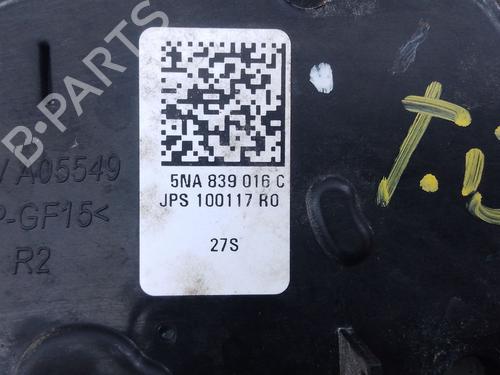 B-PARTS
5NA 839 016 C
JPS 100117 R0
27S
A05549
P-GF15<
R2